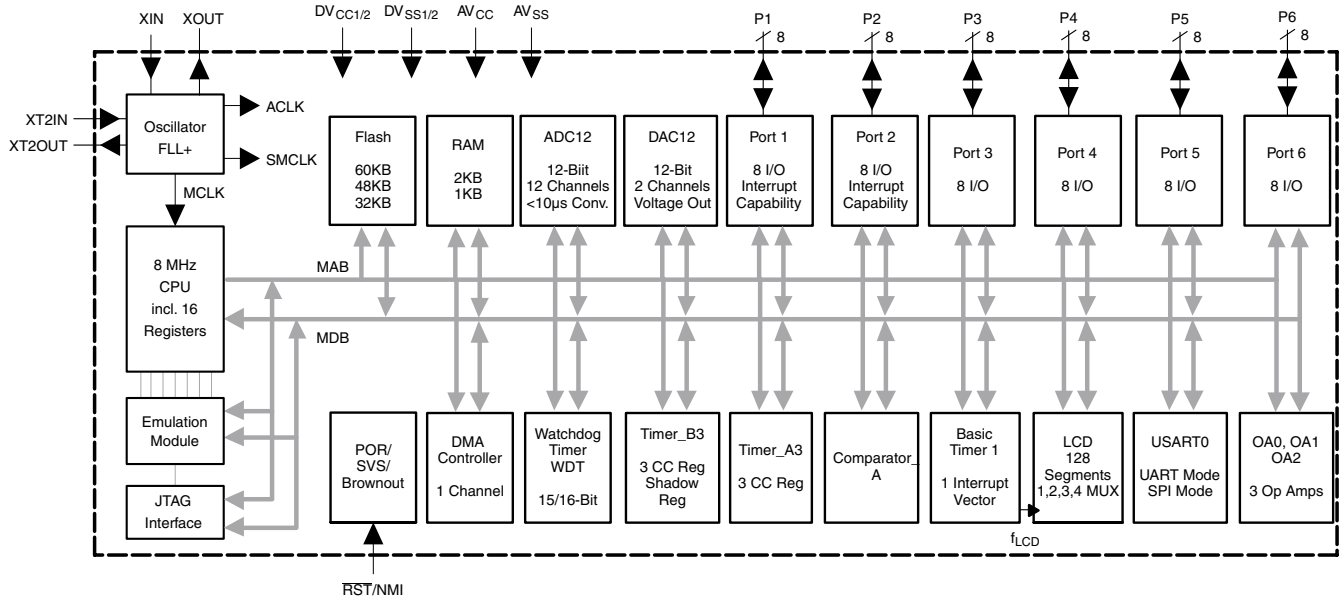 XIN XOUT DVCC1/2 DVSS1/2 AVCC AVSS P1 P2 P3 P4 P5 P6
8 8 8 8 8 8
XT2IN
XT2OUT
Oscillator
FLL+
ACLK
SMCLK
MCLK
Flash
60KB
48KB
32KB
RAM
2KB
1KB
ADC12
12-Biit
12 Channels
<10μs Conv.
DAC12
12-Bit
2 Channels
Voltage Out
Port 1
8 I/O
Interrupt
Capability
Port 2
8 I/O
Interrupt
Capability
Port 3
8 I/O
Port 4
8 I/O
Port 5
8 I/O
Port 6
8 I/O
8 MHz
CPU
incl. 16
Registers
MAB
MDB
Emulation
Module
JTAG
Interface
POR/
SVS/
Brownout
DMA
Controller
1 Channel
Watchdog
Timer
WDT
15/16-Bit
Timer_B3
3 CC Reg
Shadow
Reg
Timer_A3
3 CC Reg
Comparator_
A
Basic
Timer 1
1 Interrupt
Vector
LCD
128
Segments
1,2,3,4 MUX
USART0
UART Mode
SPI Mode
OA0, OA1
OA2
3 Op Amps
fLCD
RST/NMI